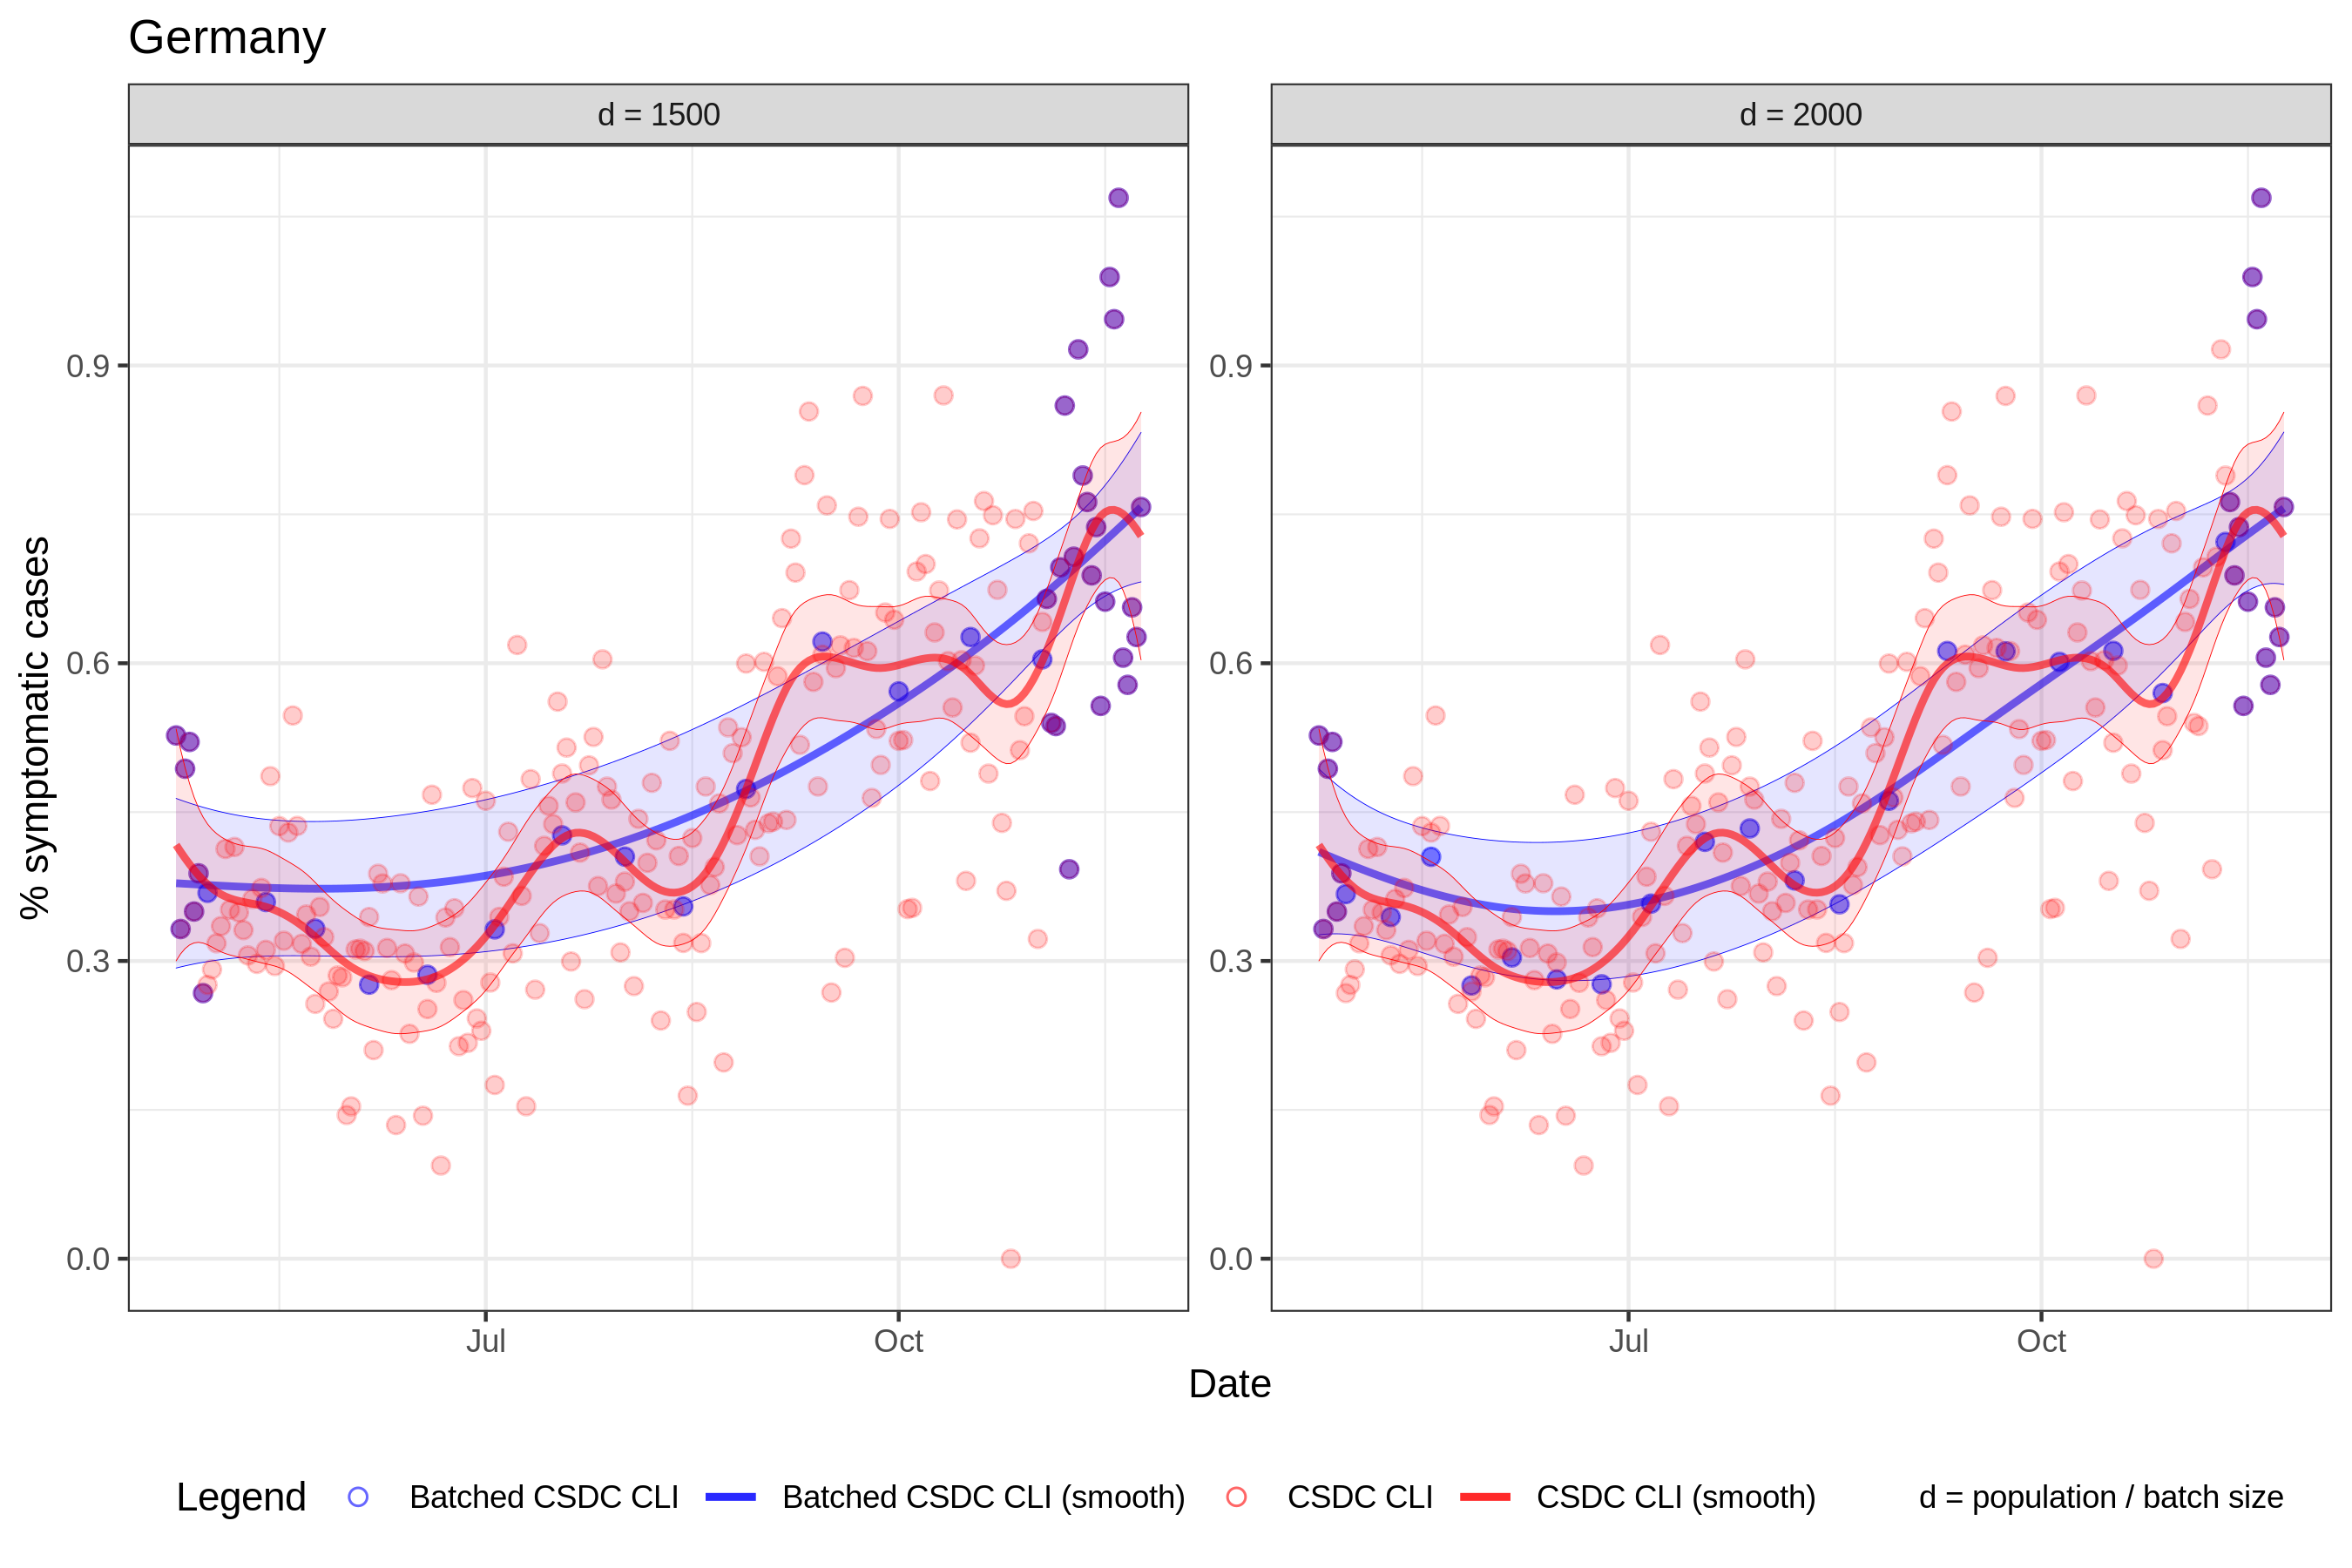 Germany
d = 1500
d = 2000
% symptomatic cases
0.9
0.6
0.3
0.0
0.9
0.6
0.3
0.0
Jul
Oct
Jul
Oct
Date
Legend
Batched CSDC CLI
Batched CSDC CLI (smooth)
CSDC CLI
CSDC CLI (smooth)
d = population / batch size